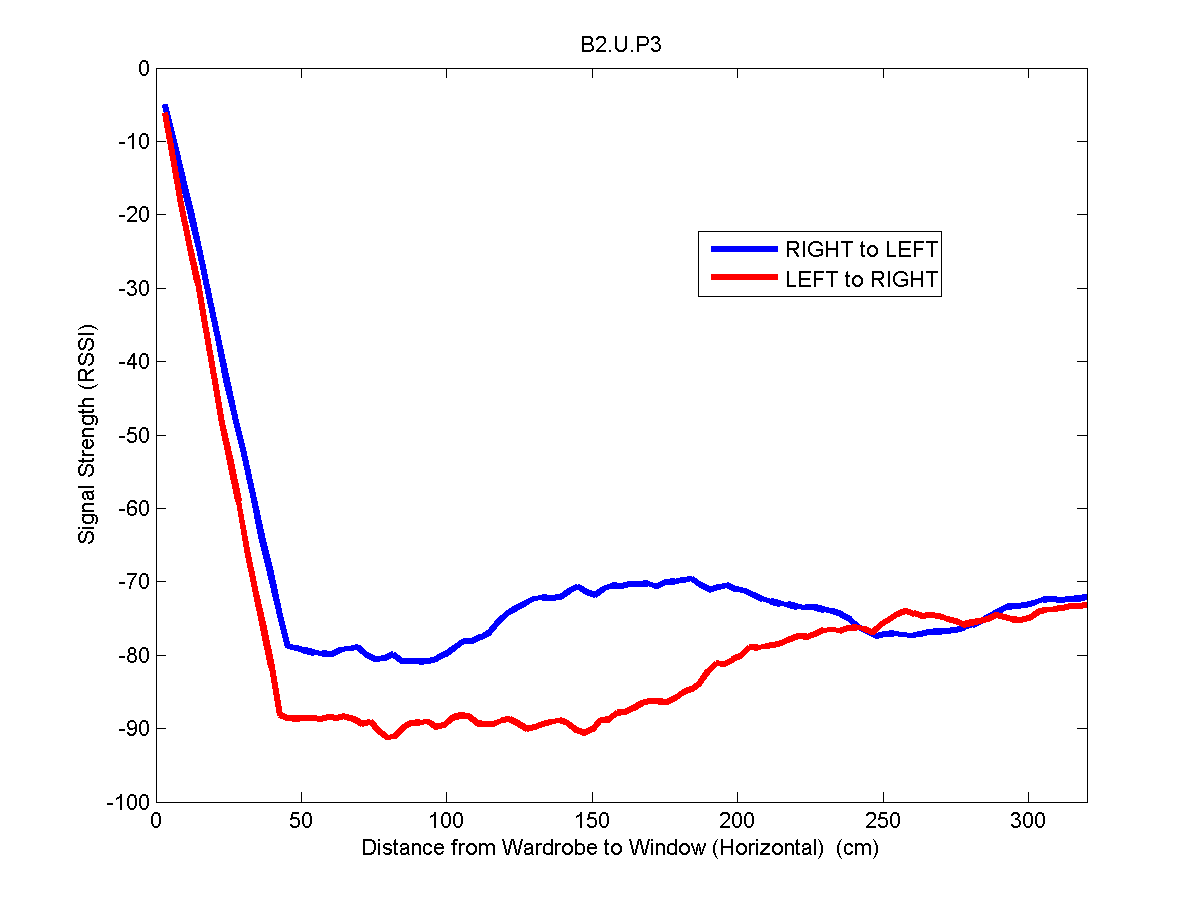 B2.U.P3
0
-10
-20
-30
-40
-50
-60
-70
-80
-90
-100
Signal Strength (RSSI)
RIGHT to LEFT
LEFT to RIGHT
0 50 100 150 200 250 300
Distance from Wardrobe to Window (Horizontal)  (cm)